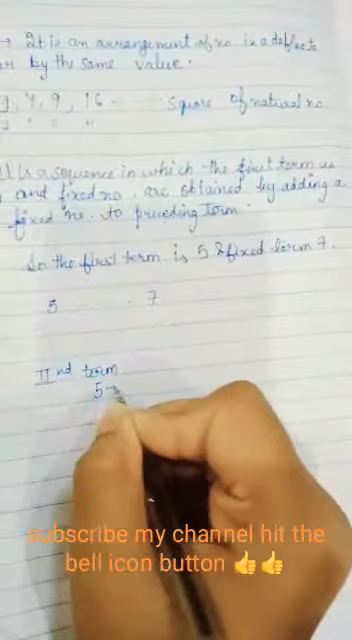 → It is an arrangement of no. in a definite
by the same value.
1, 4, 9, 16 - Square of natural no.
is a sequence in which the first term is
and fixed no. are obtained by adding a
fixed no. to preeding term.
So the first term is 5 & fixed term 7.
5 7
IInd term
5
subscribe my channel hit the
bell icon button 👍👍